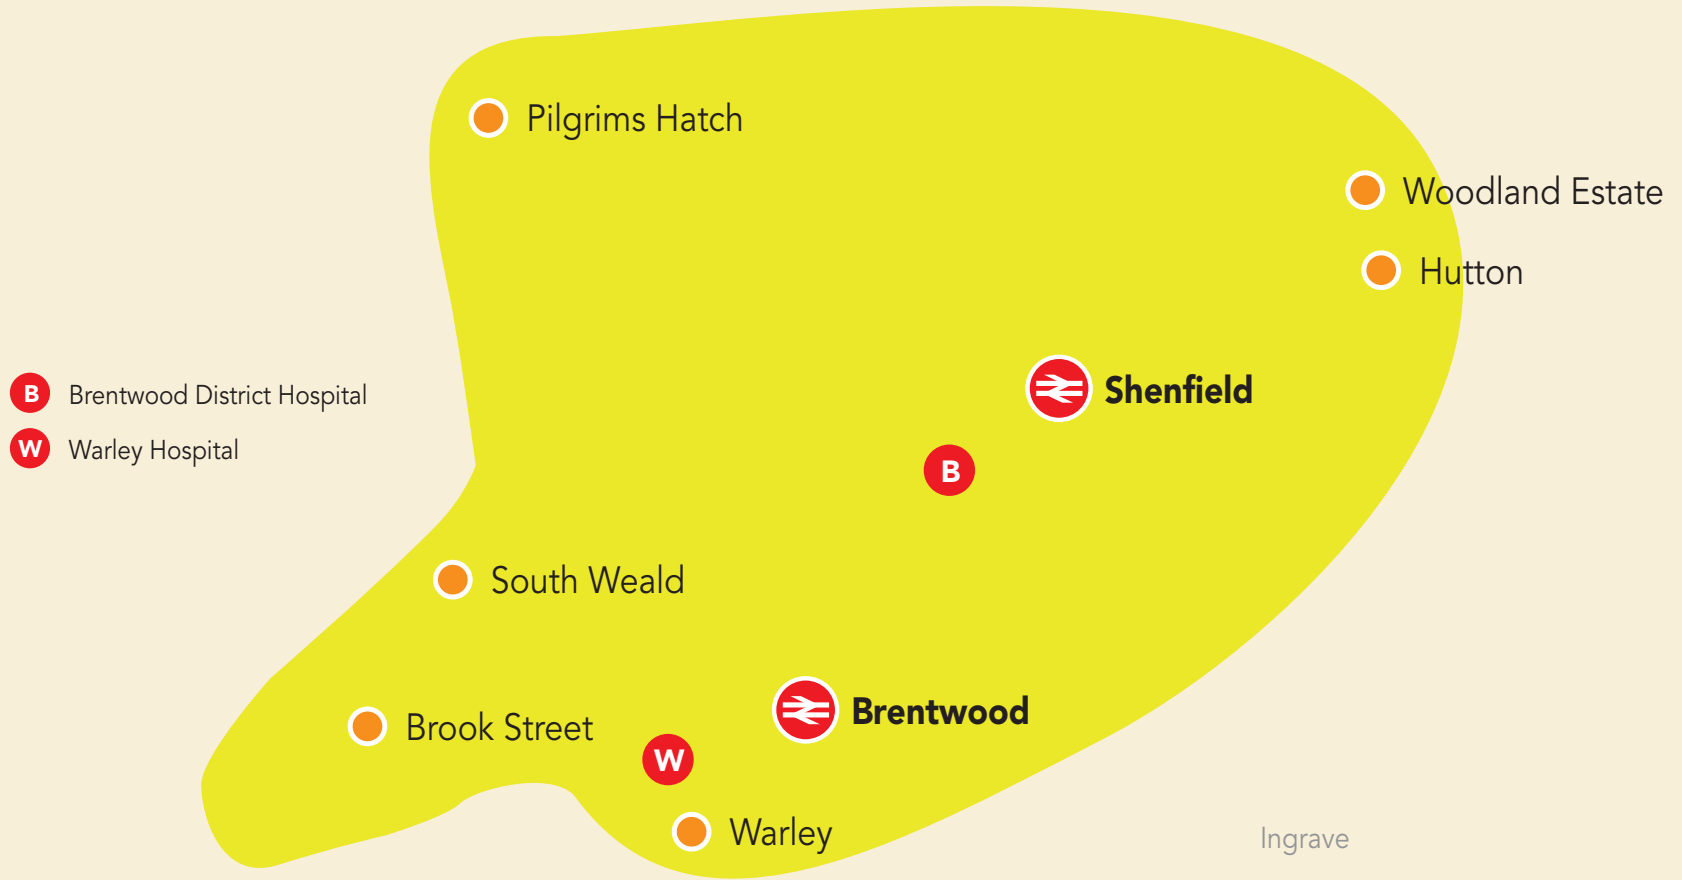 Pilgrims Hatch
Woodland Estate
Hutton
Shenfield
B Brentwood District Hospital
W Warley Hospital
B
South Weald
Brentwood
Brook Street
W
Warley
Ingrave